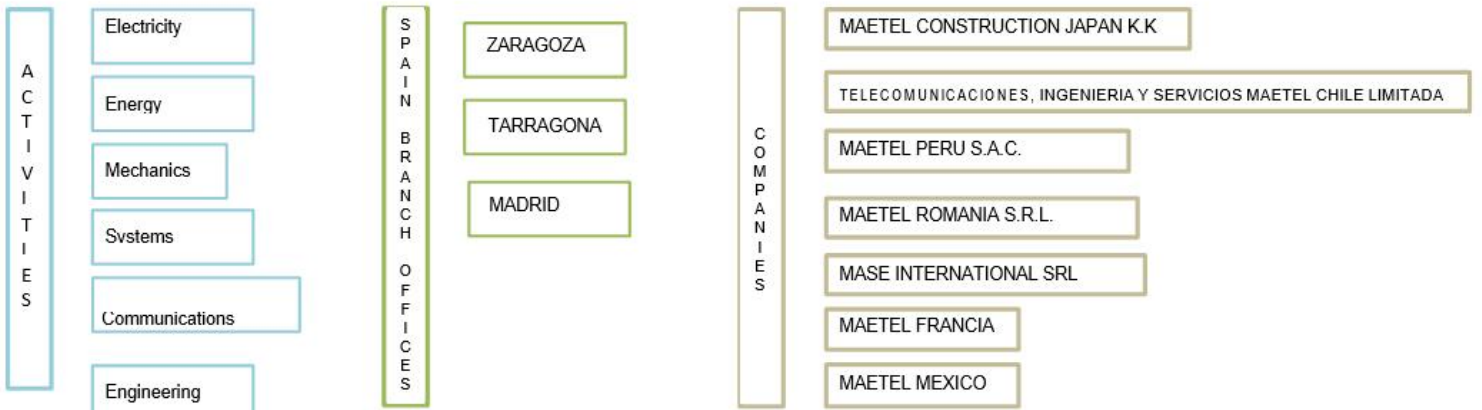 ACTIVITIES
Electricity
Energy
Mechanics
Systems
Communications
Engineering
SPAIN BRANCH OFFICES
ZARAGOZA
TARRAGONA
MADRID
COMPANIES
MAETEL CONSTRUCTION JAPAN K.K
TELECOMUNICACIONES, INGENIERIA Y SERVICIOS MAETEL CHILE LIMITADA
MAETEL PERU S.A.C.
MAETEL ROMANIA S.R.L.
MASE INTERNATIONAL SRL
MAETEL FRANCIA
MAETEL MEXICO